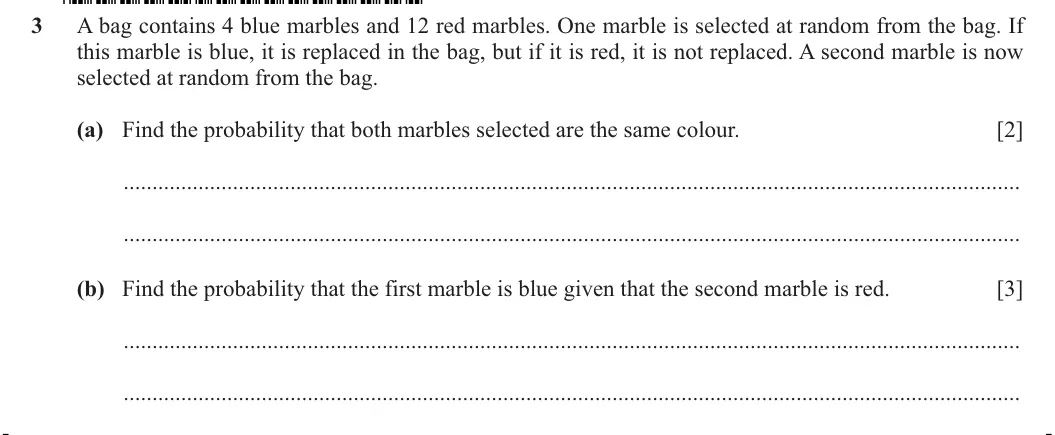 3 A bag contains 4 blue marbles and 12 red marbles. One marble is selected at random from the bag. If
this marble is blue, it is replaced in the bag, but if it is red, it is not replaced. A second marble is now
selected at random from the bag.
(a) Find the probability that both marbles selected are the same colour. [2]
(b) Find the probability that the first marble is blue given that the second marble is red. [3]